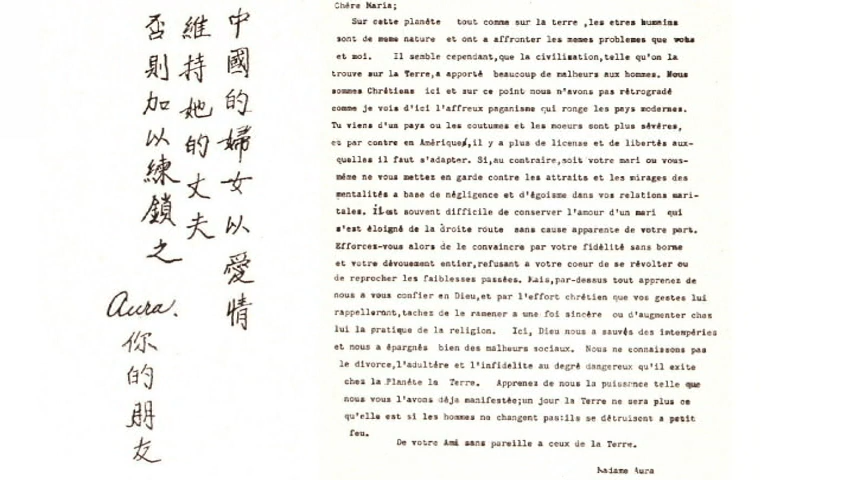 中國的婦女以愛情
維持她的丈夫
否則加以練鎖之
Aura.
你的朋友
Chère Maria;
Sur cette planéte tout comme sur la terre ,les etres humains
sont de meme nature et ont a affronter les memes problemes que vous
et moi. Il semble cependant,que la civilisation,telle qu'on la
trouve sur la Terre,a apporté beaucoup de malheurs aux hommes. Nous
sommes Chrétiens ici et sur ce point nous n'avons pas rétrogradé
comme je vois d'ici l'affreux paganisme qui ronge les pays modernes.
Tu viens d'un pays ou les coutumes et les moeurs sont plus sévéres,
et par contre en Amérique,il y a plus de license et de libertés aux-
quelles il faut s'adapter. Si,au contraire,soit votre mari ou vous-
même ne vous mettez en garde contre les attraits et les mirages des
mentalités a base de négligence et d'égoisme dans vos relations mari-
tales. Il est souvent difficile de conserver l'amour d'un mari qui
s'est éloigné de la droite route sans cause apparente de votre part.
Efforcez-vous alors de le convaincre par votre fidélité sans borne
et votre dévouement entier,refusant a votre coeur de se révolter ou
de reprocher les faiblesses passées. Mais,par-dessus tout apprenez de
nous a vous confier en Dieu,et par l'effort chrétien que vos gestes lui
rappelleront,tachez de le ramener a une foi sincére ou d'augmenter chez
lui la pratique de la religion. Ici, Dieu nous a sauvés des intempéries
et nous a épargnés bien des malheurs sociaux. Nous ne connaissons pas
le divorce,l'adultére et l'infidelite au degré dangereux qu'il exite
chez la Planéte la Terre. Apprenez de nous la puissance telle que
nous vous l'avons déja manifestée;un jour la Terre ne sera plus ce
qu'elle est si les hommes ne changent pas:ils se détruisent a petit
feu.
De votre Ami sans pareille a ceux de la Terre.
Madame Aura